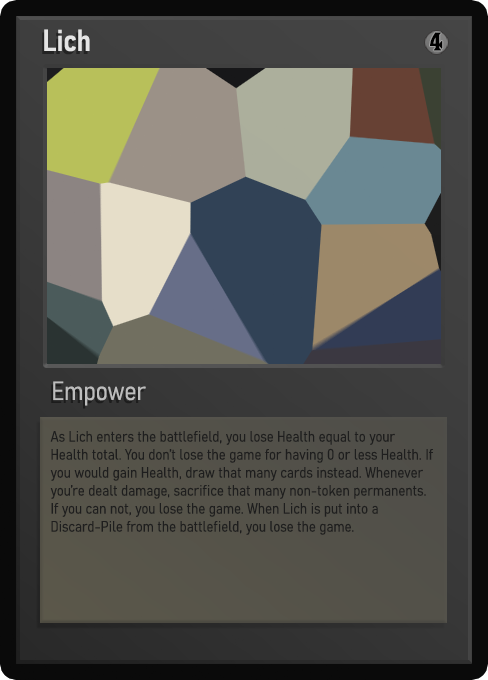 Lich
4
Empower
As Lich enters the battlefield, you lose Health equal to your
Health total. You don't lose the game for having 0 or less Health. If
you would gain Health, draw that many cards instead. Whenever
you're dealt damage, sacrifice that many non-token permanents.
If you can not, you lose the game. When Lich is put into a
Discard-Pile from the battlefield, you lose the game.